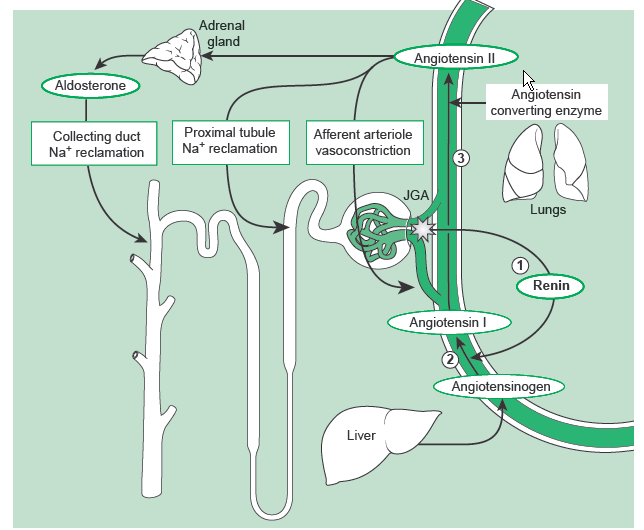 Adrenal
gland
Angiotensin II
Aldosterone
Angiotensin
converting enzyme
Collecting duct
Na+ reclamation
Proximal tubule
Na+ reclamation
Afferent arteriole
vasoconstriction
3
JGA
Lungs
1
Renin
Angiotensin I
2
Angiotensinogen
Liver